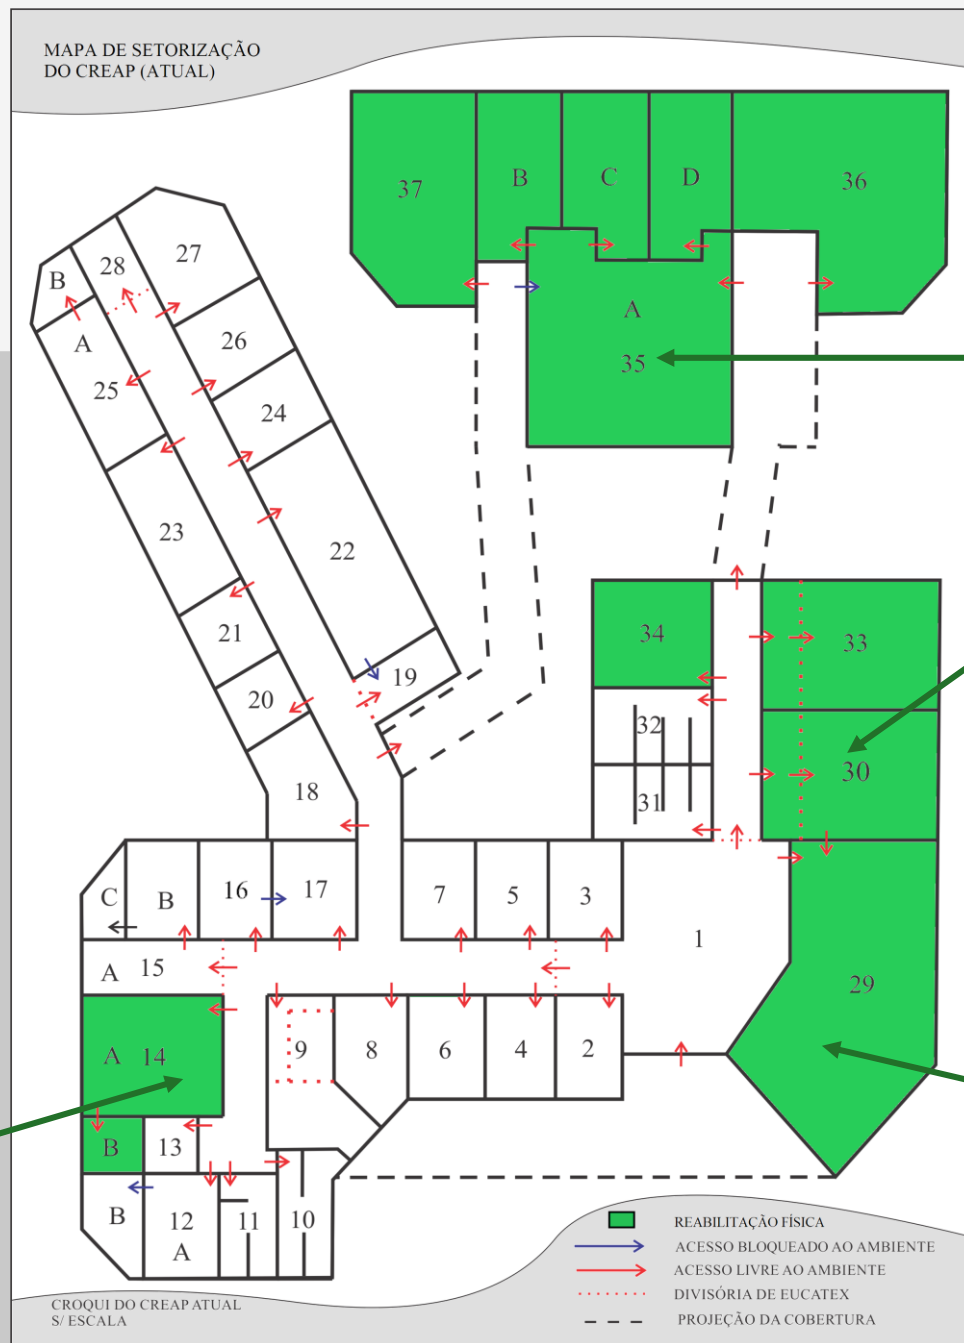 MAPA DE SETORIZAÇÃO
DO CREAP (ATUAL)
37
B
C
D
36
A
35
27
28
B
A
25
26
24
23
22
21
20
19
18
34
33
32
31
30
C
B
16
17
7
5
3
1
A
15
29
A
14
9
8
6
4
2
B
13
B
12
A
11
10
REABILITAÇÃO FÍSICA
ACESSO BLOQUEADO AO AMBIENTE
ACESSO LIVRE AO AMBIENTE
DIVISÓRIA DE EUCATEX
PROJEÇÃO DA COBERTURA
CROQUI DO CREAP ATUAL
S/ ESCALA